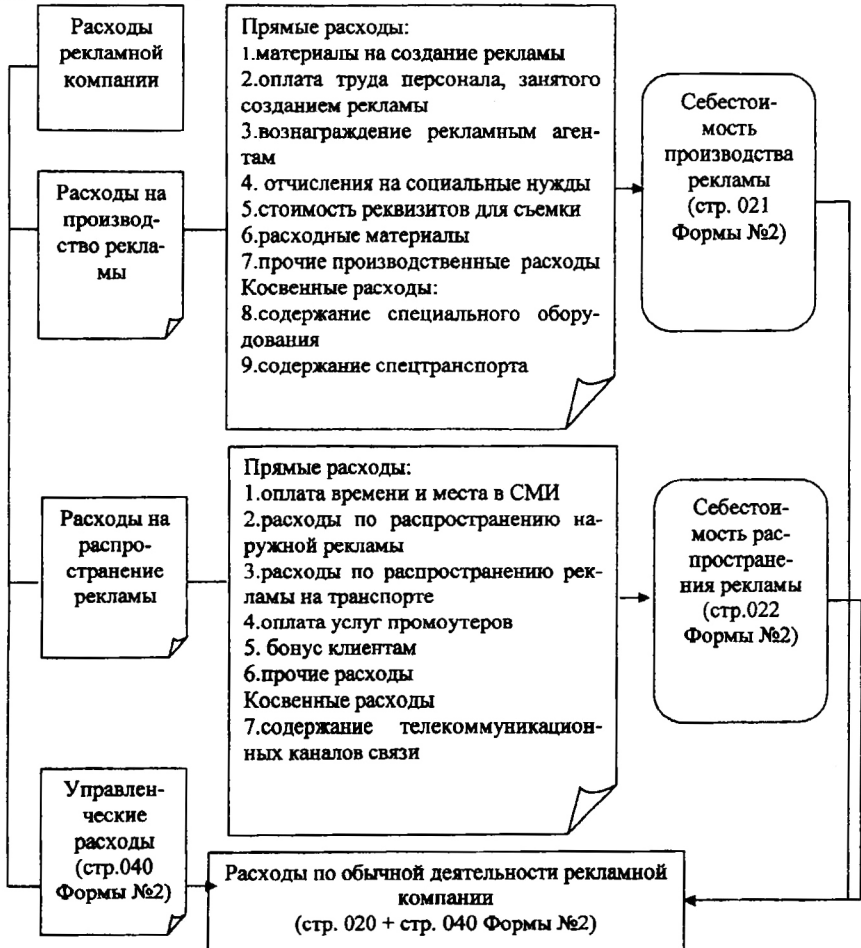 Расходы
рекламной
компании
Прямые расходы:
1.материалы на создание рекламы
2.оплата труда персонала, занятого
созданием рекламы
3.вознаграждение рекламным аген-
там
4. отчисления на социальные нужды
5.стоимость реквизитов для съемки
6.расходные материалы
7.прочие производственные расходы
Косвенные расходы:
8.содержание специального обору-
дования
9.содержание спецтранспорта
Себестои-
мость
производства
рекламы
(стр. 021
Формы №2)
Расходы на
производ-
ство рекла-
мы
Прямые расходы:
1.оплата времени и места в СМИ
2.расходы по распространению на-
ружной рекламы
3.расходы по распространению рек-
ламы на транспорте
4.оплата услуг промоутеров
5. бонус клиентам
6.прочие расходы
Косвенные расходы
7.содержание телекоммуникацион-
ных каналов связи
Расходы на
распро-
странение
рекламы
Себестои-
мость рас-
простране-
ния рекламы
(стр.022
Формы №2)
Управлен-
ческие
расходы
(стр.040
Формы №2)
Расходы по обычной деятельности рекламной
компании
(стр. 020 + стр. 040 Формы №2)